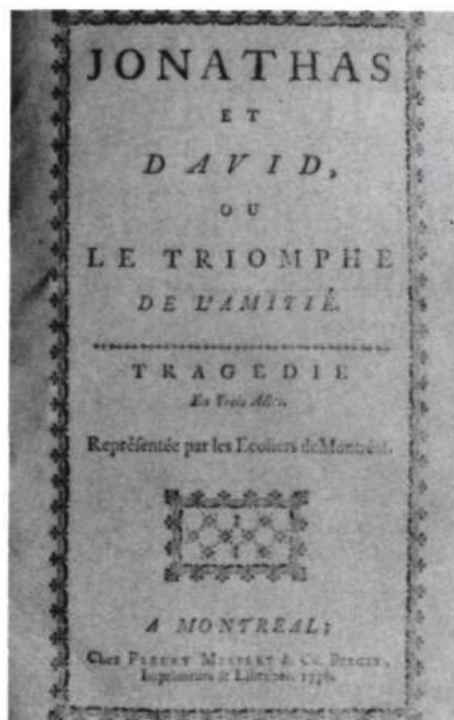 JONATHAS
ET
DAVID,
OU
LE TRIOMPHE
DE L'AMITIÉ.
TRAGEDIE
En Trois Actes.
Repréſentée par les Ecoliers de Montréal.
A MONTREAL;
Chez FLEURY MESPLET & CH. BERGER,
Imprimeurs & Libraires. 1776.